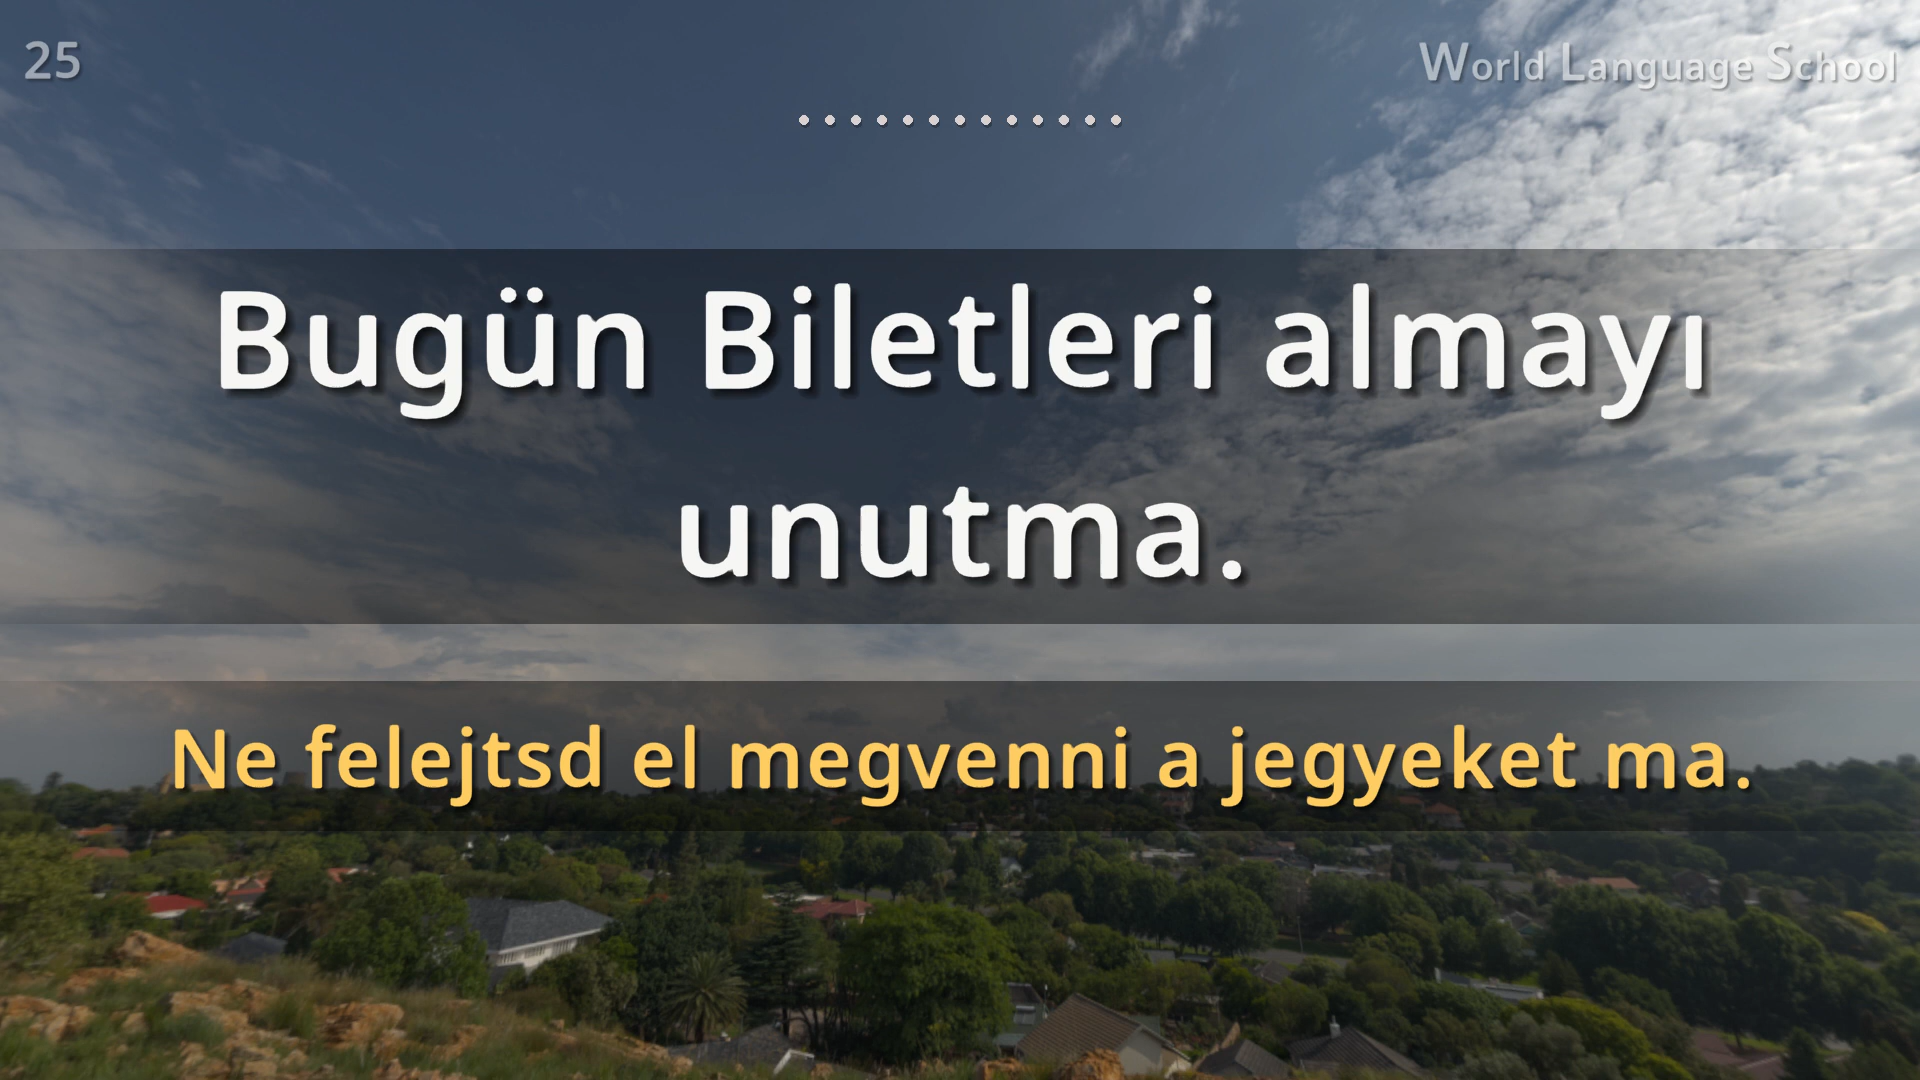 25
World Language School
Bugün Biletleri almayı
unutma.
Ne felejtsd el megvenni a jegyeket ma.